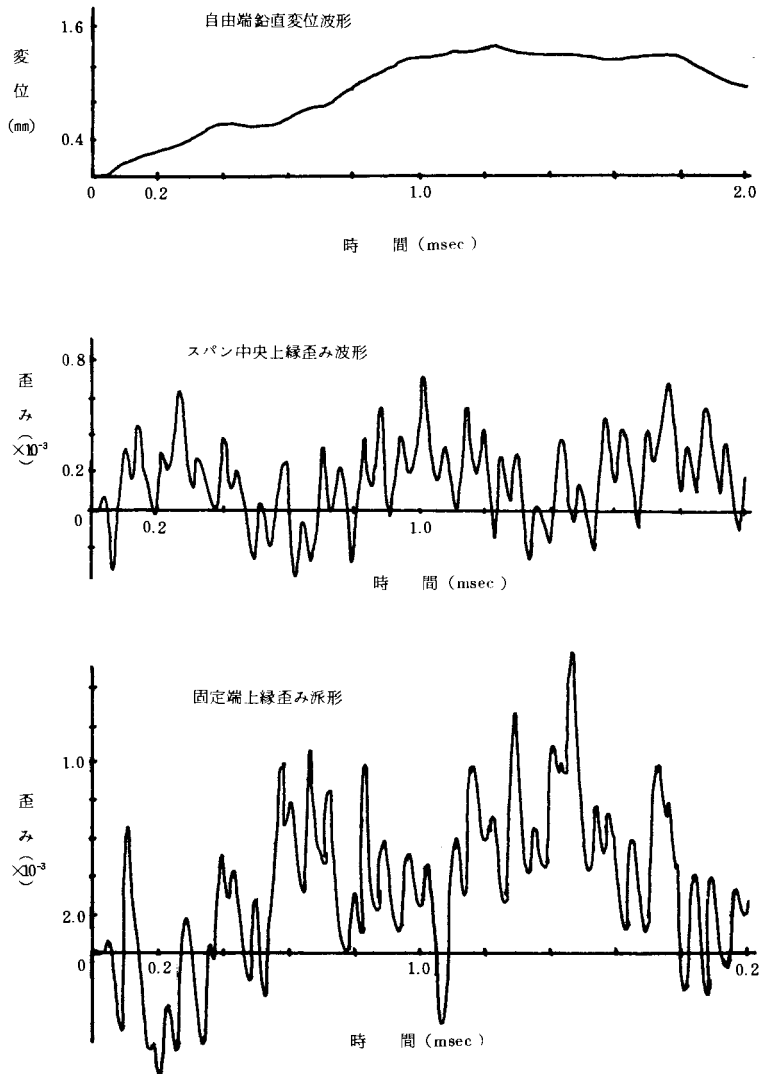 自由端鉛直変位波形
1.6
変位
(mm)
0.4
0
0.2
1.0
2.0
時 間 (msec)
スパン中央上縁歪み波形
0.8
歪み
(×10⁻³)
0.2
0
0.2
1.0
時 間 (msec)
固定端上縁歪み派形
1.0
歪み
(×10⁻³)
2.0
0
0.2
1.0
0.2
時 間 (msec)